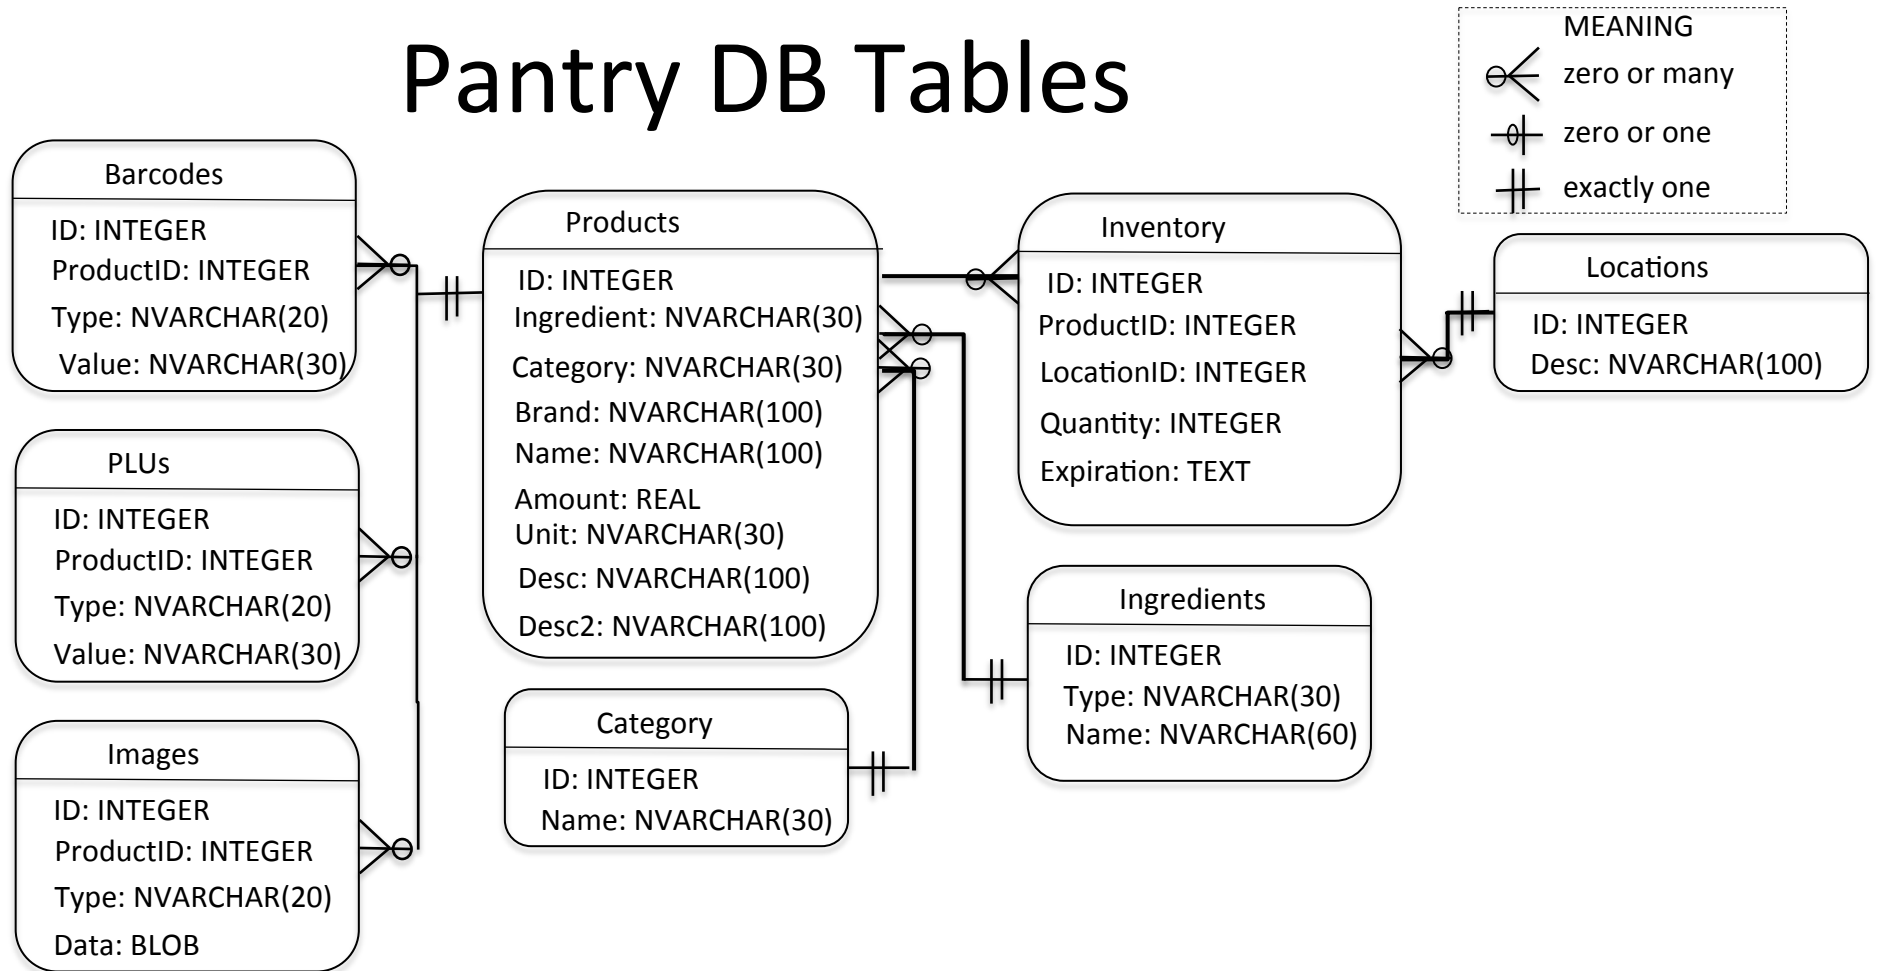 Pantry DB Tables
MEANING
zero or many
zero or one
exactly one
Barcodes
ID: INTEGER
ProductID: INTEGER
Type: NVARCHAR(20)
Value: NVARCHAR(30)
PLUs
ID: INTEGER
ProductID: INTEGER
Type: NVARCHAR(20)
Value: NVARCHAR(30)
Images
ID: INTEGER
ProductID: INTEGER
Type: NVARCHAR(20)
Data: BLOB
Products
ID: INTEGER
Ingredient: NVARCHAR(30)
Category: NVARCHAR(30)
Brand: NVARCHAR(100)
Name: NVARCHAR(100)
Amount: REAL
Unit: NVARCHAR(30)
Desc: NVARCHAR(100)
Desc2: NVARCHAR(100)
Category
ID: INTEGER
Name: NVARCHAR(30)
Inventory
ID: INTEGER
ProductID: INTEGER
LocationID: INTEGER
Quantity: INTEGER
Expiration: TEXT
Ingredients
ID: INTEGER
Type: NVARCHAR(30)
Name: NVARCHAR(60)
Locations
ID: INTEGER
Desc: NVARCHAR(100)